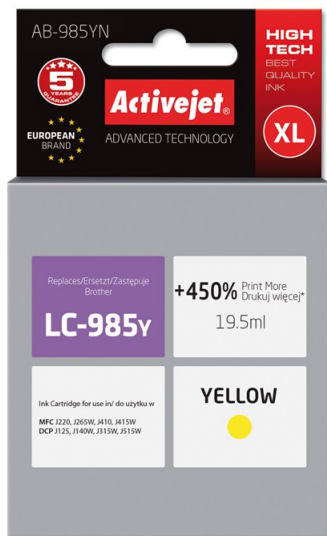 AB-985YN
HIGH
TECH
BEST
QUALITY
INK
5
YEARS
GUARANTEE
Activejet®
EUROPEAN
BRAND
ADVANCED TECHNOLOGY
XL
Replaces/Ersetzt/Zastępuje
Brother
LC-985Y
+450% Print More
Drukuj więcej*
19.5ml
Ink Cartridge for use in/ do użytku w
MFC J220, J265W, J410, J415W
DCP J125, J140W, J315W, J515W
YELLOW